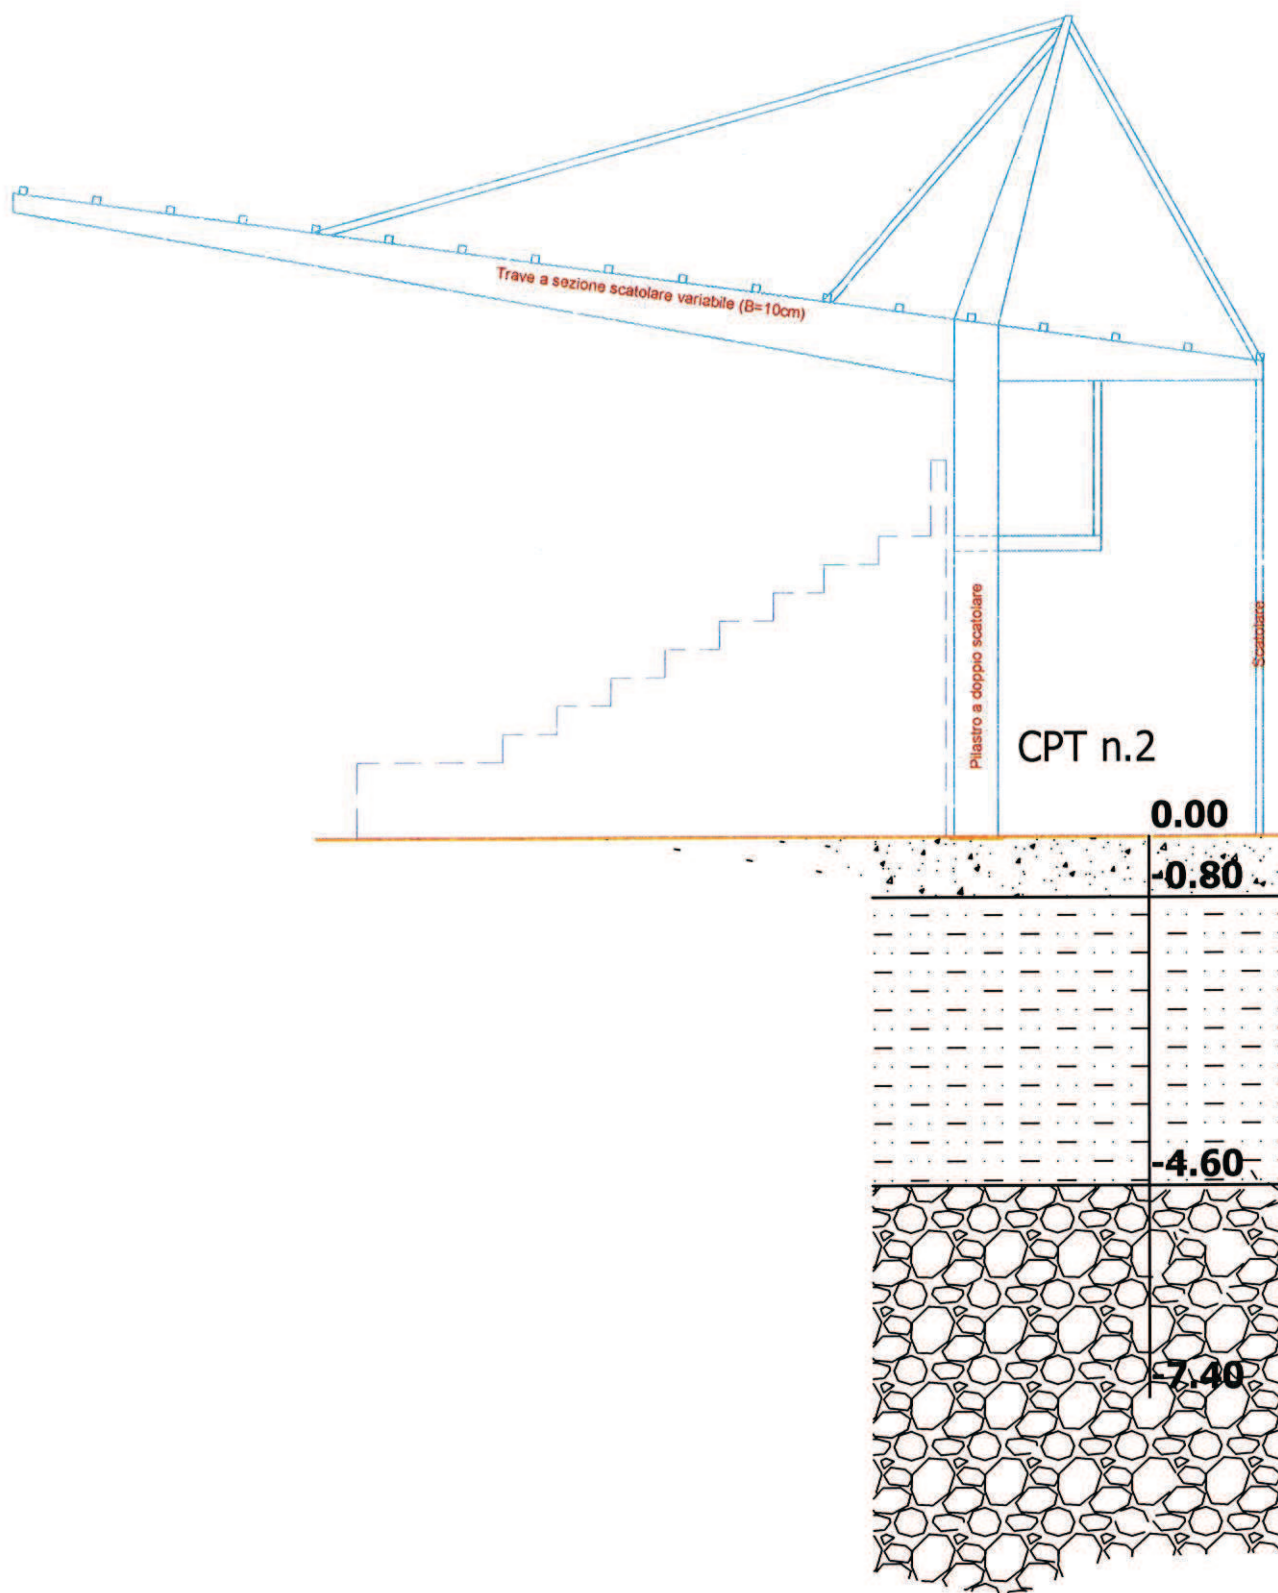 Trave a sezione scatolare variabile (B=10cm)
Pilastro a doppio scatolare
Scatolare
CPT n.2
0.00
-0.80
-4.60
-7.40